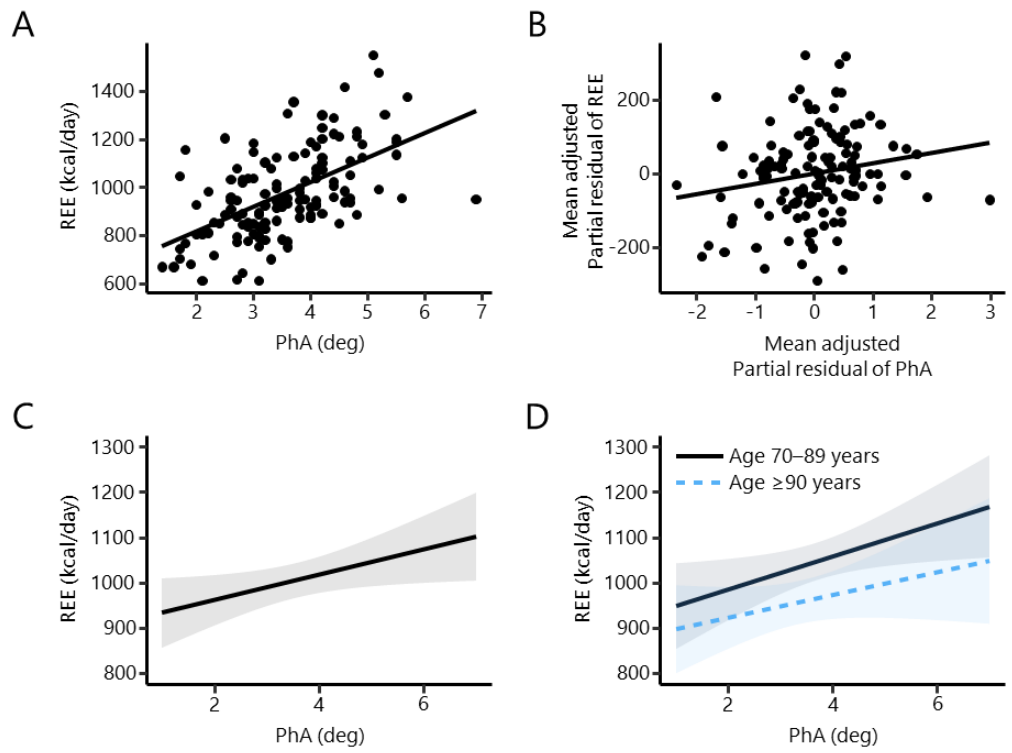 A
REE (kcal/day)
1400
1200
1000
800
600
2
3
4
5
6
7
PhA (deg)
B
Mean adjusted
Partial residual of REE
200
0
-200
-2
-1
0
1
2
3
Mean adjusted
Partial residual of PhA
C
REE (kcal/day)
1300
1200
1100
1000
900
800
2
4
6
PhA (deg)
D
REE (kcal/day)
1300
1200
1100
1000
900
800
Age 70–89 years
Age ≥90 years
2
4
6
PhA (deg)